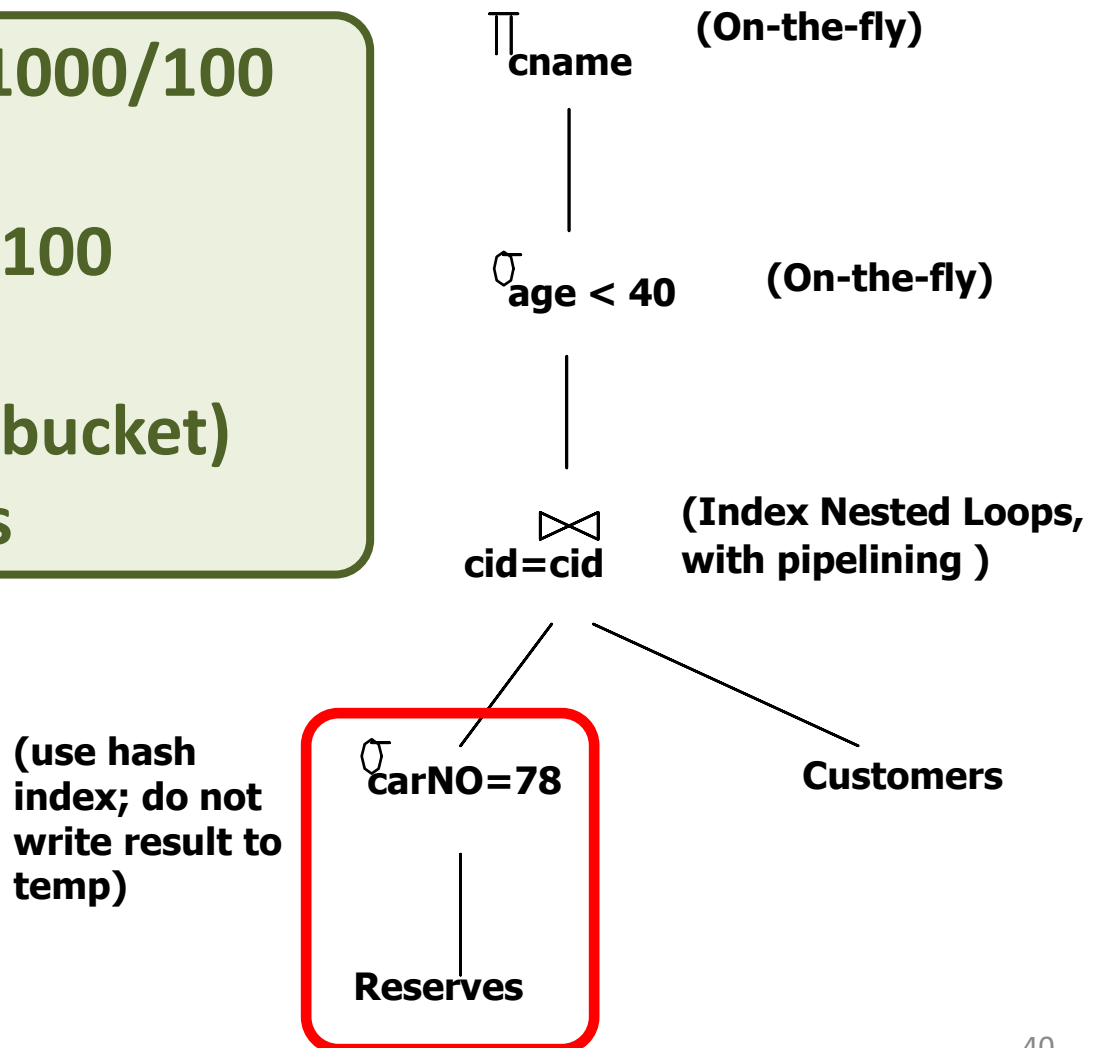 1000/100
100
bucket)
s
∏cname (On-the-fly)
σage < 40 (On-the-fly)
⋈ (Index Nested Loops,
cid=cid with pipelining )
(use hash
index; do not
write result to
temp)
σcarNO=78
Customers
Reserves
40